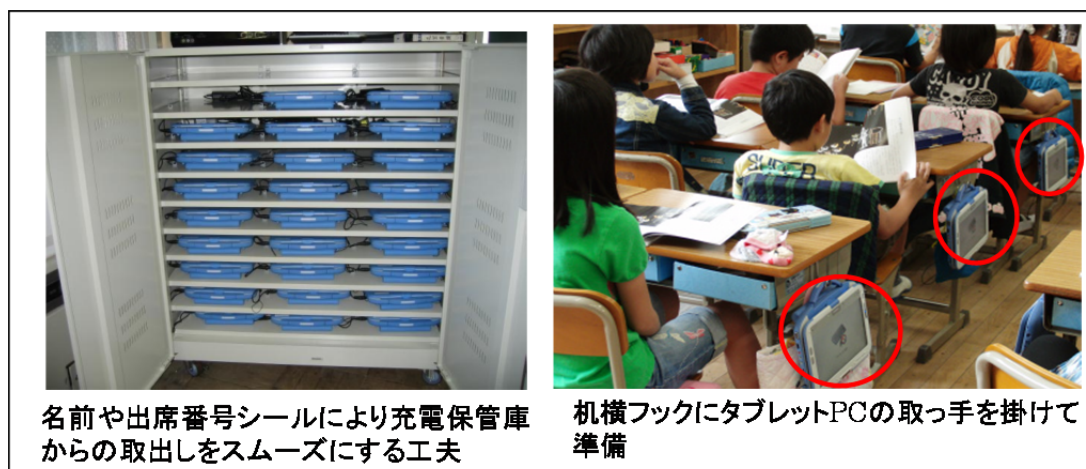 名前や出席番号シールにより充電保管庫
からの取出しをスムーズにする工夫
机横フックにタブレットPCの取っ手を掛けて
準備